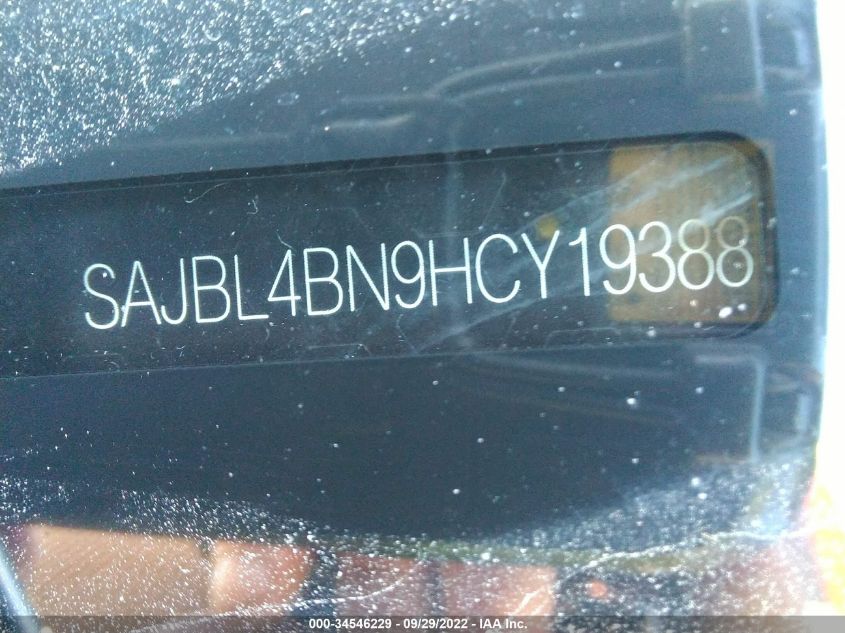 SAJBL4BN9HCY19388
000-34546229 - 09/29/2022 - IAA Inc.